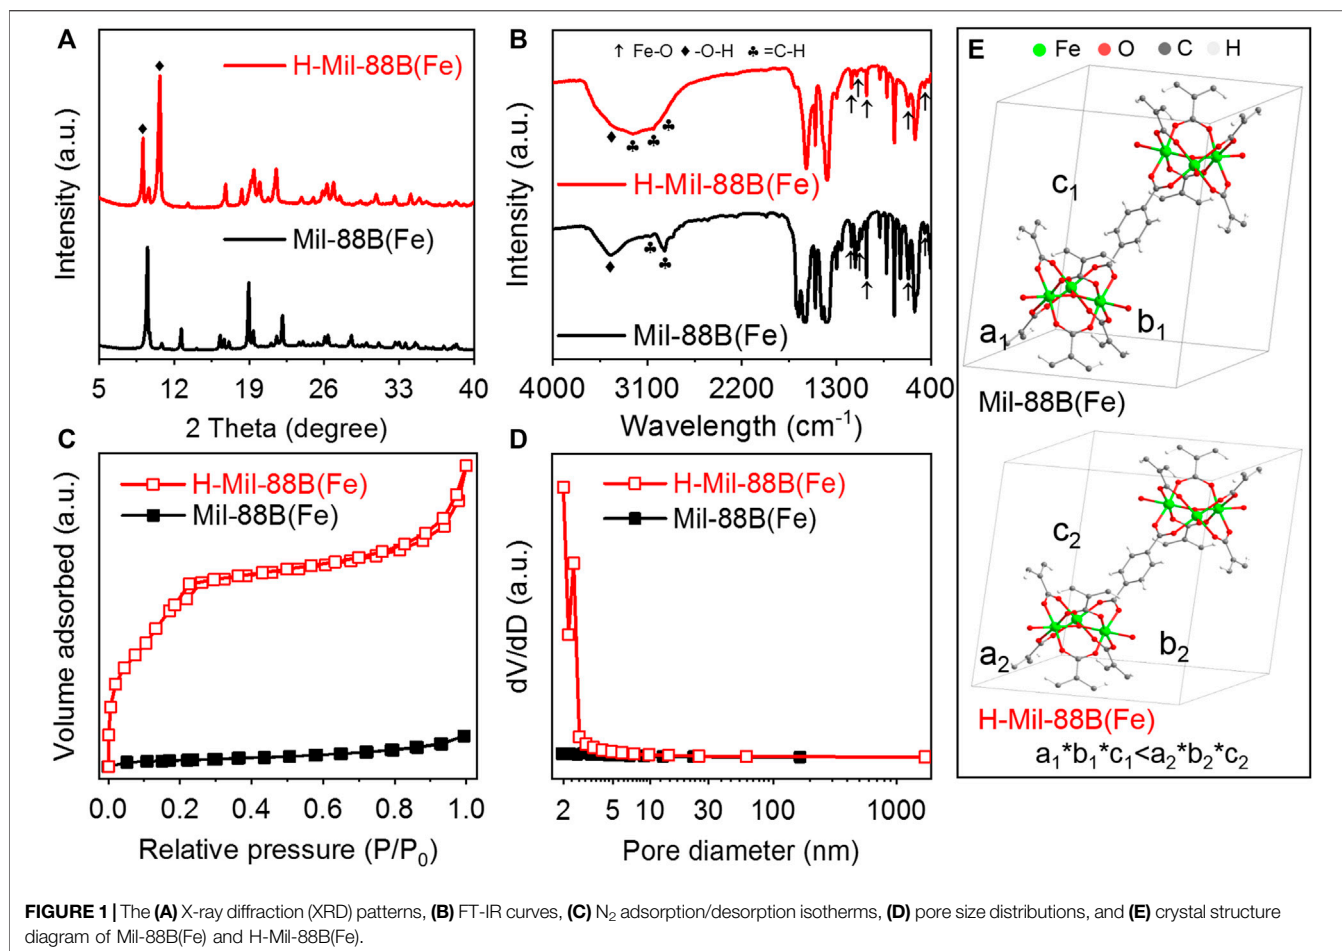 A
H-Mil-88B(Fe)
Mil-88B(Fe)
Intensity (a.u.)
5 12 19 26 33 40
2 Theta (degree)
B
↑ Fe-O ♦-O-H ♣=C-H
H-Mil-88B(Fe)
Mil-88B(Fe)
Intensity (a.u.)
4000 3100 2200 1300 400
Wavelength (cm⁻¹)
C
H-Mil-88B(Fe)
Mil-88B(Fe)
Volume adsorbed (a.u.)
0.0 0.2 0.4 0.6 0.8 1.0
Relative pressure (P/P₀)
D
H-Mil-88B(Fe)
Mil-88B(Fe)
dV/dD (a.u.)
2 5 10 30 100 1000
Pore diameter (nm)
E
Fe O C H
c₁
a₁ b₁
Mil-88B(Fe)
c₂
a₂ b₂
H-Mil-88B(Fe)
a₁*b₁*c₁<a₂*b₂*c₂
FIGURE 1 | The (A) X-ray diffraction (XRD) patterns, (B) FT-IR curves, (C) N₂ adsorption/desorption isotherms, (D) pore size distributions, and (E) crystal structure
diagram of Mil-88B(Fe) and H-Mil-88B(Fe).